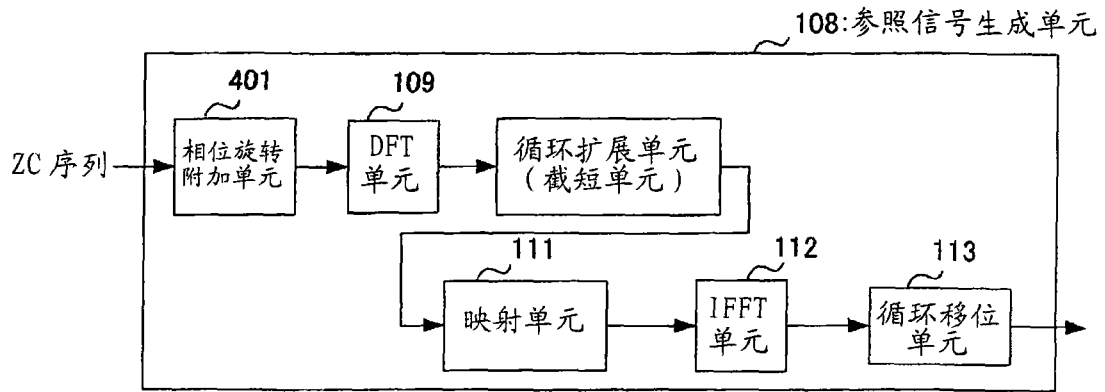 108:参照信号生成单元
401
109
ZC 序列
相位旋转
附加单元
DFT
单元
循环扩展单元
(截短单元)
111
112
113
映射单元
IFFT
单元
循环移位
单元